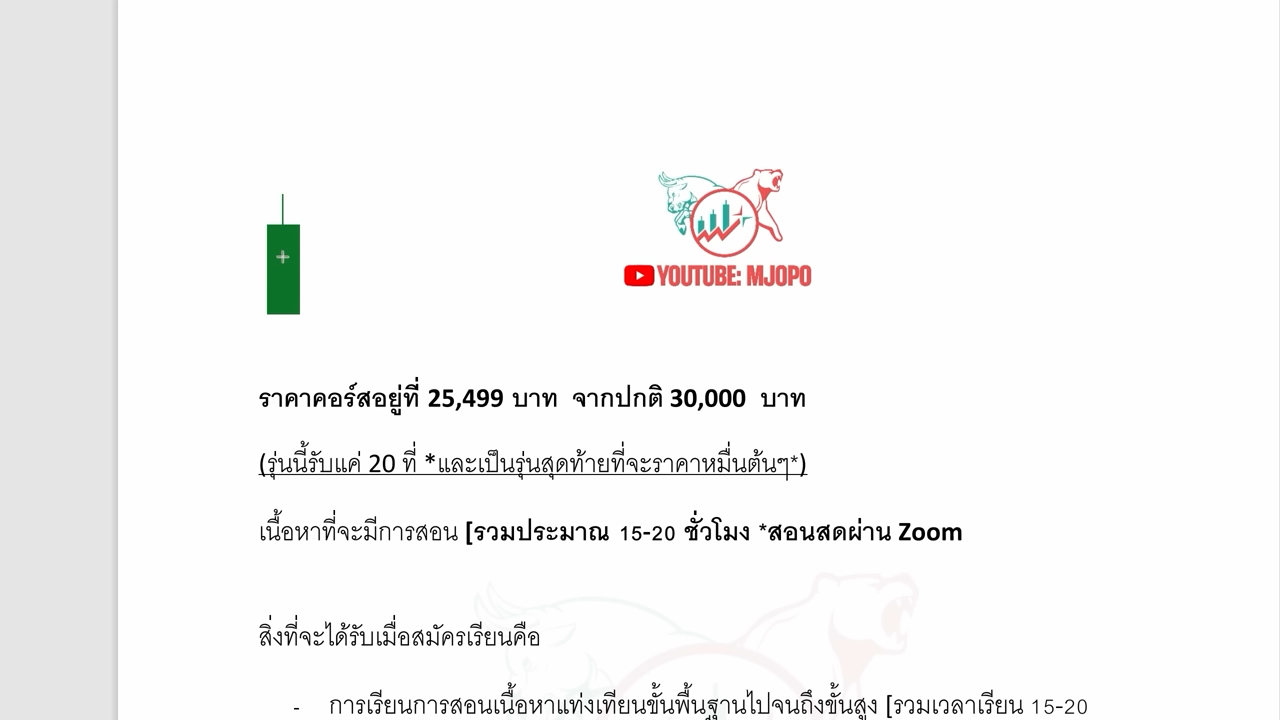 YOUTUBE: MJOPO
ราคาคอร์สอยู่ที่ 25,499 บาท จากปกติ 30,000 บาท
(รุ่นนี้รับแค่ 20 ที่ *และเป็นรุ่นสุดท้ายที่จะราคาหมื่นต้นๆ*)
เนื้อหาที่จะมีการสอน [รวมประมาณ 15-20 ชั่วโมง *สอนสดผ่าน Zoom
สิ่งที่จะได้รับเมื่อสมัครเรียนคือ
- การเรียนการสอนเนื้อหาแท่งเทียนขั้นพื้นฐานไปจนถึงขั้นสูง [รวมเวลาเรียน 15-20